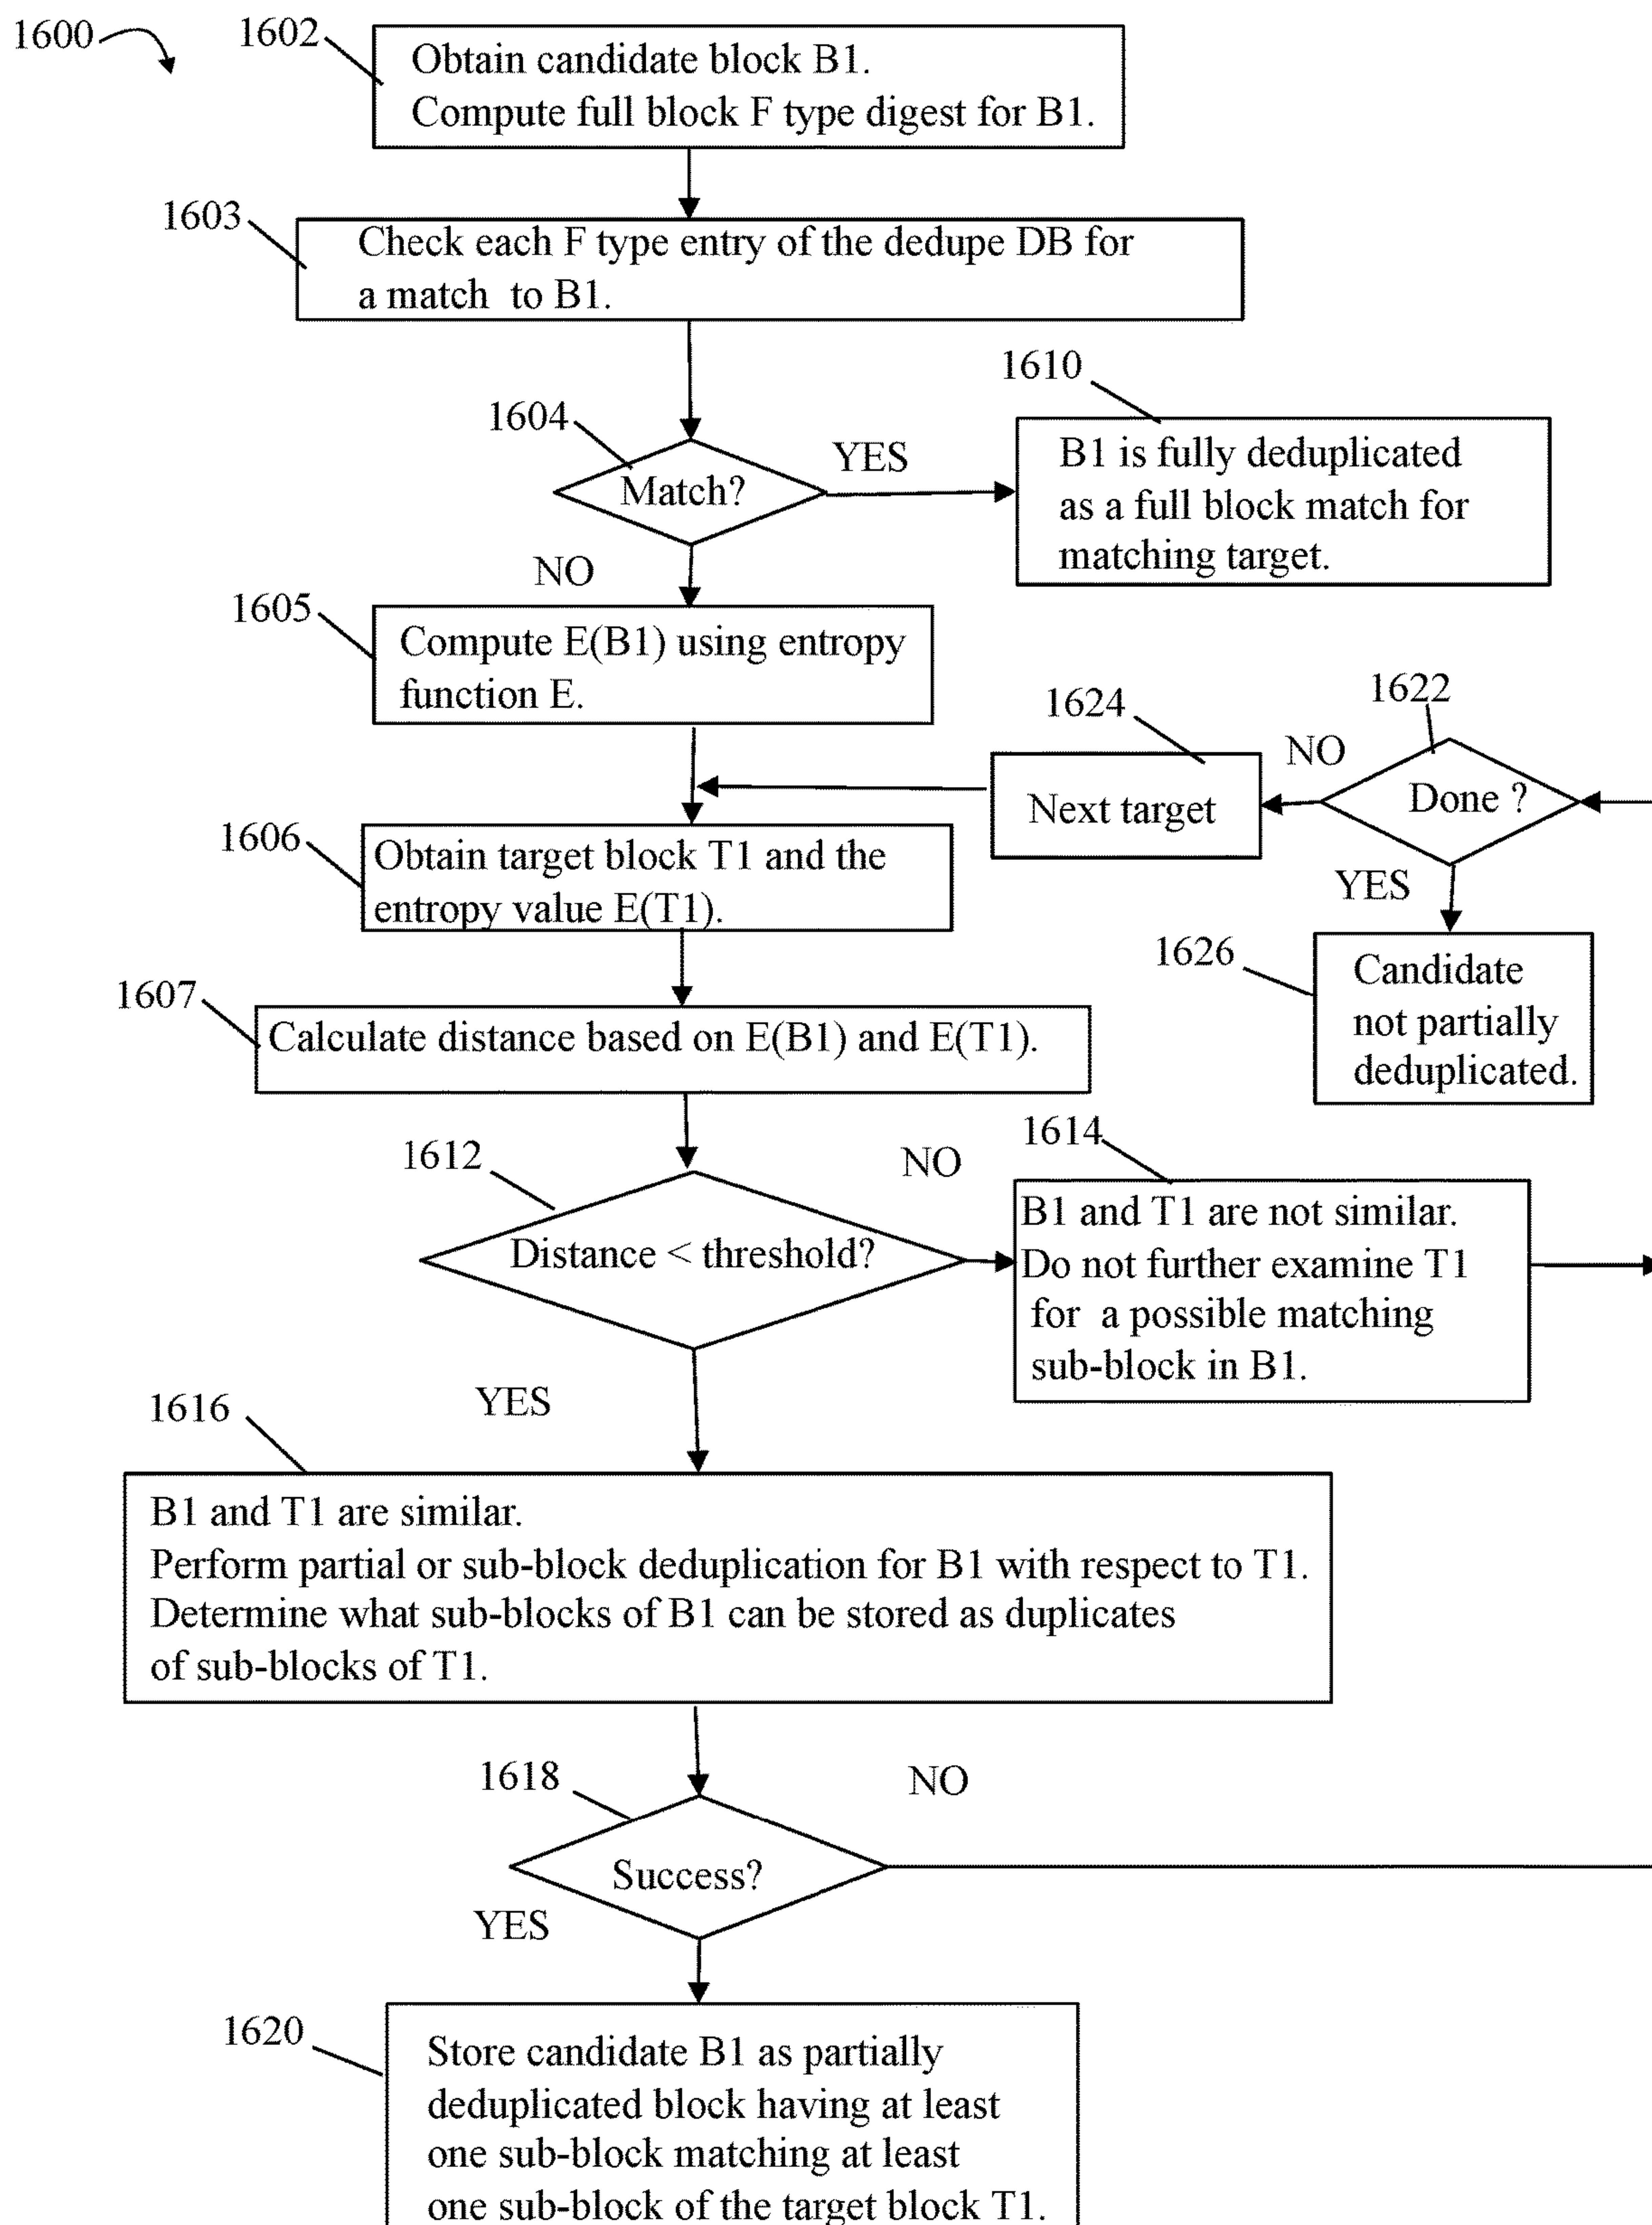 1600
1602
Obtain candidate block B1.
Compute full block F type digest for B1.
1603
Check each F type entry of the dedupe DB for
a match to B1.
1604
Match?
YES
1610
B1 is fully deduplicated
as a full block match for
matching target.
NO
1605
Compute E(B1) using entropy
function E.
1624
Next target
NO
1622
Done ?
YES
1626
Candidate
not partially
deduplicated.
1606
Obtain target block T1 and the
entropy value E(T1).
1607
Calculate distance based on E(B1) and E(T1).
1612
Distance < threshold?
NO
1614
B1 and T1 are not similar.
Do not further examine T1
for a possible matching
sub-block in B1.
YES
1616
B1 and T1 are similar.
Perform partial or sub-block deduplication for B1 with respect to T1.
Determine what sub-blocks of B1 can be stored as duplicates
of sub-blocks of T1.
1618
Success?
NO
YES
1620
Store candidate B1 as partially
deduplicated block having at least
one sub-block matching at least
one sub-block of the target block T1.